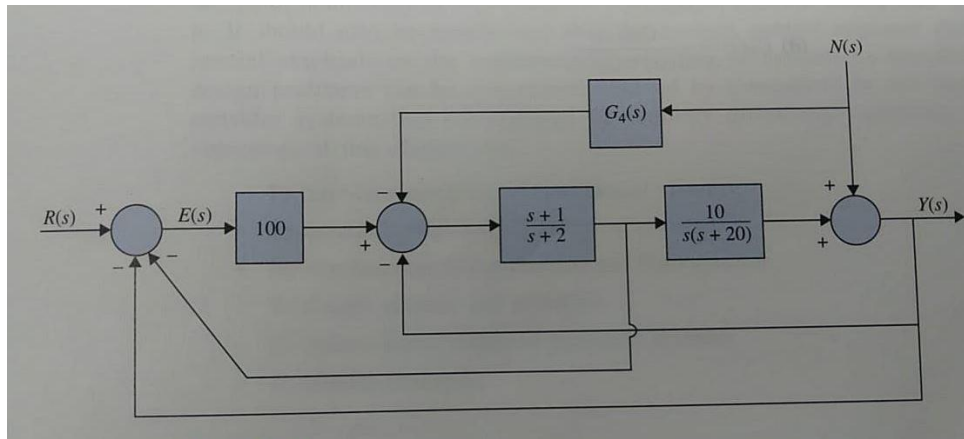 N(s)
G₄(s)
−
R(s)
+
E(s)
100
+
−
s + 1
s + 2
10
s(s + 20)
+
+
Y(s)
−
−